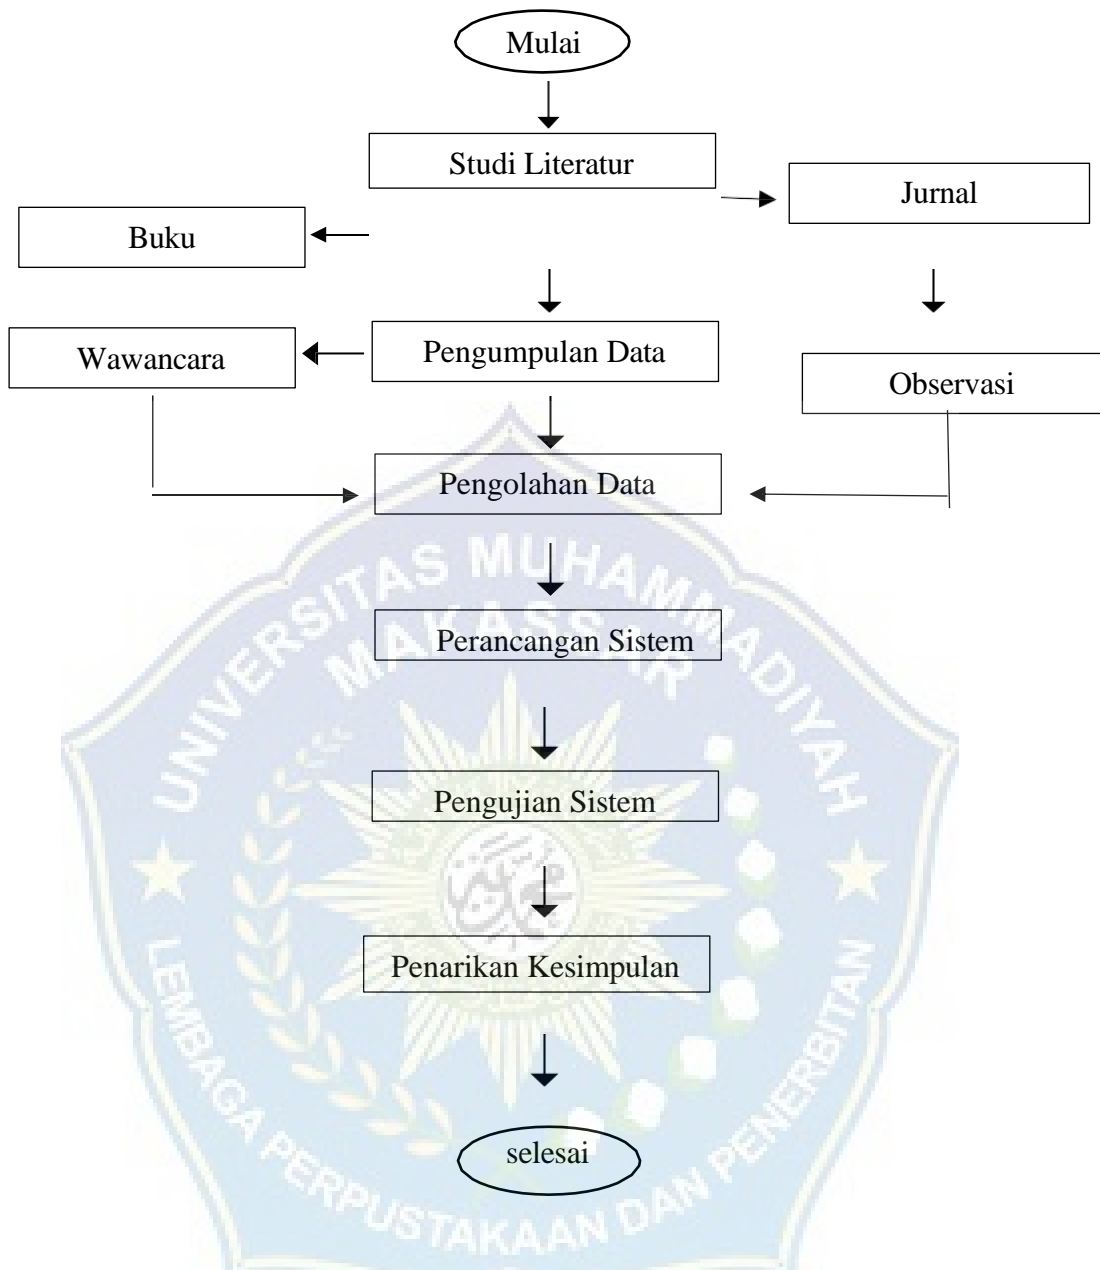 Mulai
Studi Literatur
Jurnal
Buku
Pengumpulan Data
Wawancara
Observasi
Pengolahan Data
UNIVERSITAS MUHAMMADIYAH
MAKASSAR
Perancangan Sistem
Pengujian Sistem
Penarikan Kesimpulan
selesai
LEMBAGA PERPUSTAKAAN DAN PENERBITAN